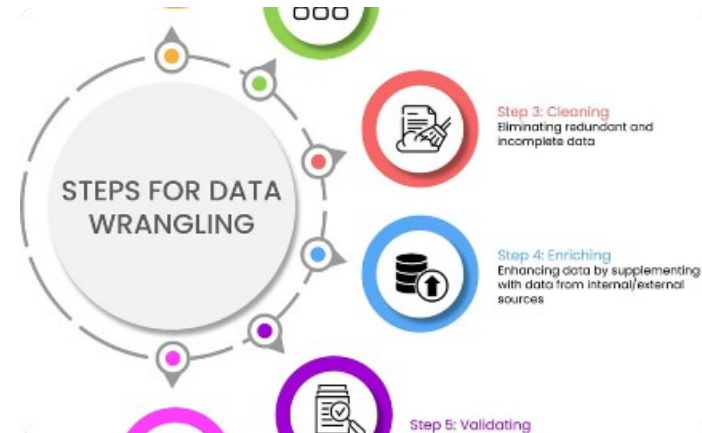 STEPS FOR DATA
WRANGLING
Step 3: Cleaning
Eliminating redundant and
incomplete data
Step 4: Enriching
Enhancing data by supplementing
with data from internal/external
sources
Step 5: Validating